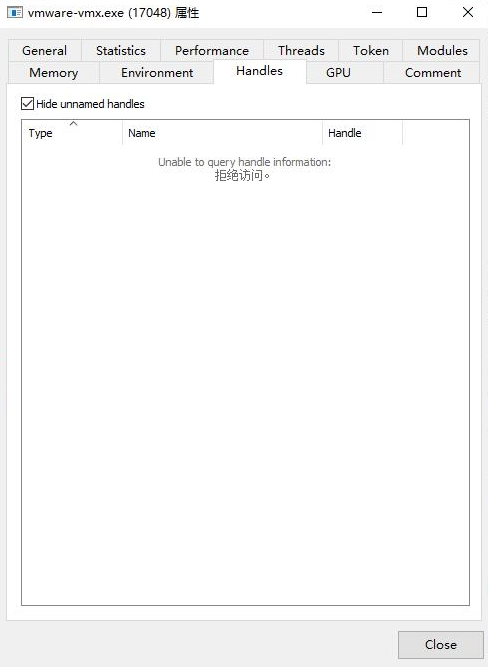 vmware-vmx.exe (17048) 属性
General Statistics Performance Threads Token Modules
Memory Environment Handles GPU Comment
Hide unnamed handles
Type Name Handle
Unable to query handle information:
拒绝访问。
Close